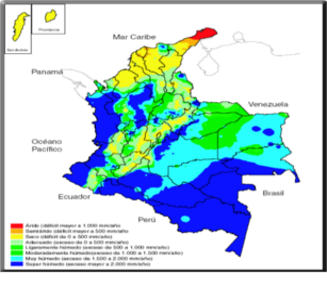 San Andrés
Providencia
Mar Caribe
Panamá
Venezuela
Océano
Pacífico
Ecuador
Brasil
Perú
Árido (déficit mayor a 1.000 mm/año)
Semiárido (déficit mayor a 500 mm/año)
Seco (déficit de 0 a 500 mm/año)
Adecuado (exceso de 0 a 500 mm/año)
Ligeramente húmedo (exceso de 500 a 1.000 mm/año)
Moderadamente húmedo(exceso de 1.000 a 1.500 mm/año)
Muy húmedo (exceso de 1.500 a 2.000 mm/año)
Super húmedo (exceso mayor a 2.000 mm/año)